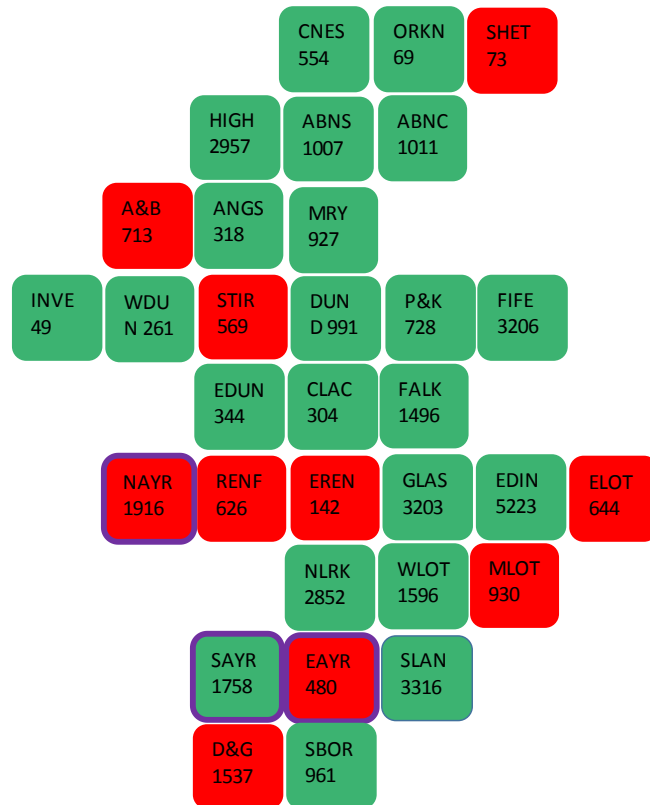 CNES
554
ORKN
69
SHET
73
HIGH
2957
ABNS
1007
ABNC
1011
A&B
713
ANGS
318
MRY
927
INVE
49
WDU
N 261
STIR
569
DUN
D 991
P&K
728
FIFE
3206
EDUN
344
CLAC
304
FALK
1496
NAYR
1916
RENF
626
EREN
142
GLAS
3203
EDIN
5223
ELOT
644
NLRK
2852
WLOT
1596
MLOT
930
SAYR
1758
EAYR
480
SLAN
3316
D&G
1537
SBOR
961